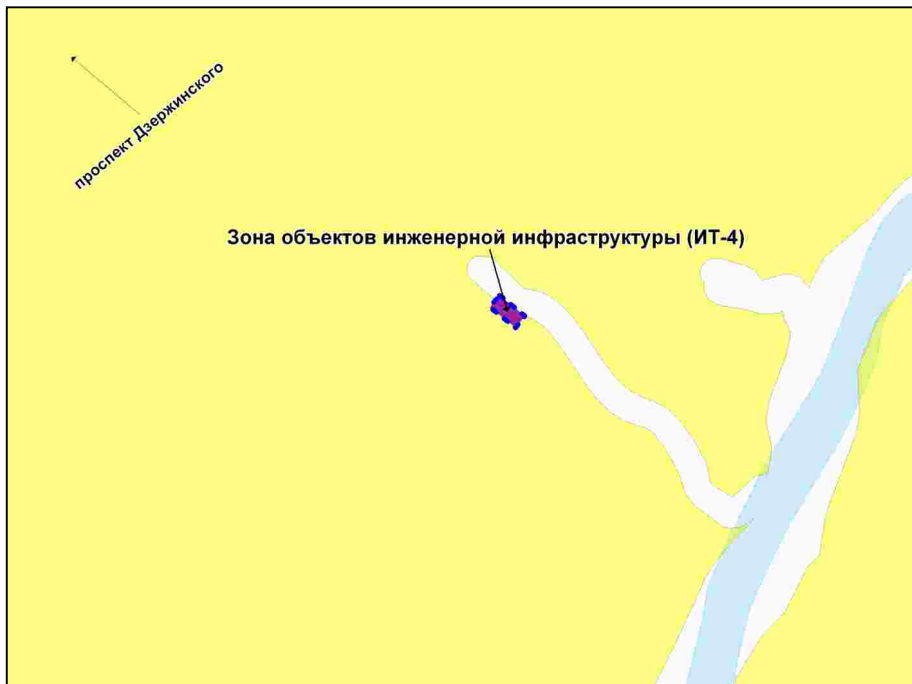 проспект Дзержинского
Зона объектов инженерной инфраструктуры (ИТ-4)